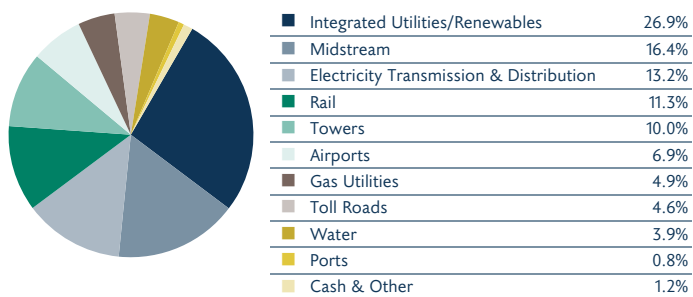 Integrated Utilities/Renewables 26.9%
Midstream 16.4%
Electricity Transmission & Distribution 13.2%
Rail 11.3%
Towers 10.0%
Airports 6.9%
Gas Utilities 4.9%
Toll Roads 4.6%
Water 3.9%
Ports 0.8%
Cash & Other 1.2%